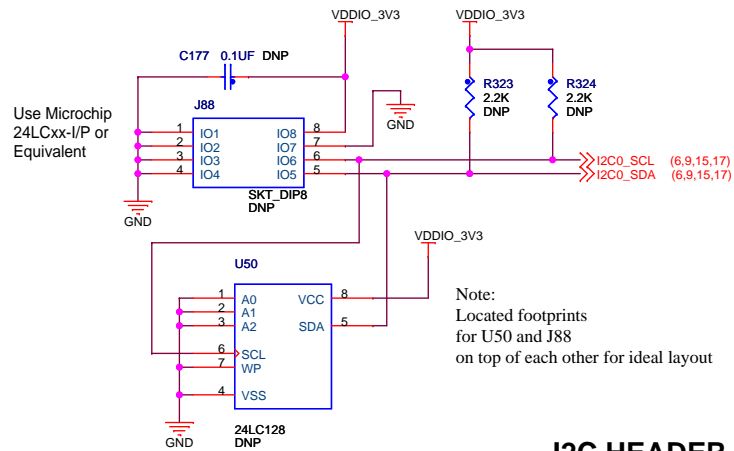 VDDIO_3V3
VDDIO_3V3
C177 0.1UF DNP
R323
2.2K
DNP
R324
2.2K
DNP
J88
Use Microchip
24LCxx-I/P or
Equivalent
GND
1 IO1 IO8 8
2 IO2 IO7 7
3 IO3 IO6 6
4 IO4 IO5 5
I2C0_SCL (6,9,15,17)
I2C0_SDA (6,9,15,17)
SKT_DIP8
DNP
GND
VDDIO_3V3
U50
1 A0 VCC 8
2 A1
3 A2 SDA 5
6 SCL
7 WP
4 VSS
Note:
Located footprints
for U50 and J88
on top of each other for ideal layout
24LC128
DNP
GND
I2C HEADER